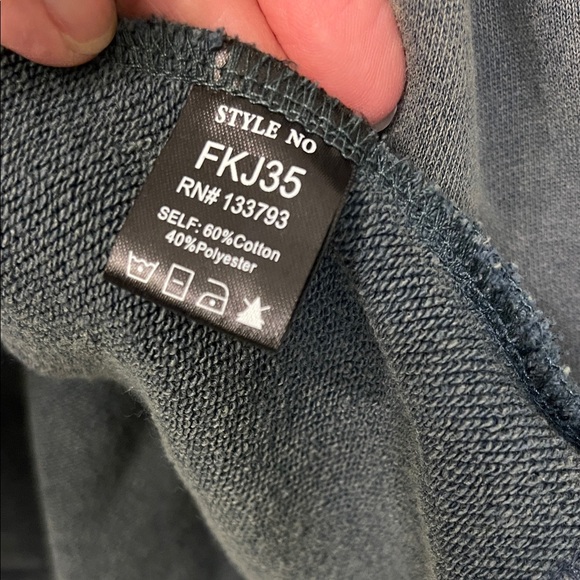 STYLE NO
FKJ35
RN# 133793
SELF: 60%Cotton
40%Polyester